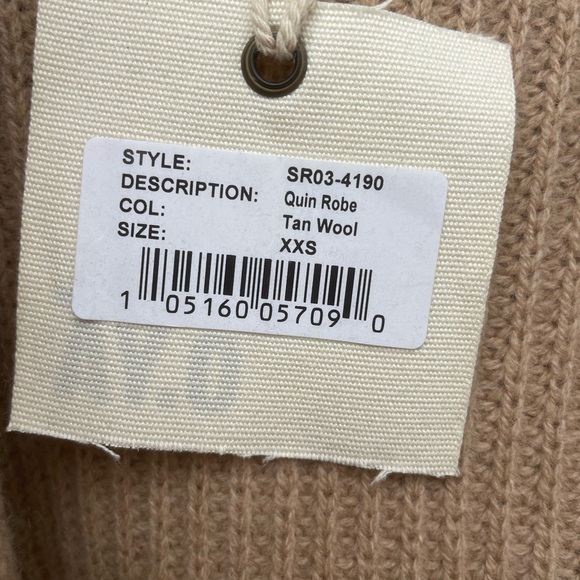 STYLE: SR03-4190
DESCRIPTION: Quin Robe
COL: Tan Wool
SIZE: XXS
1 05160 05709 0